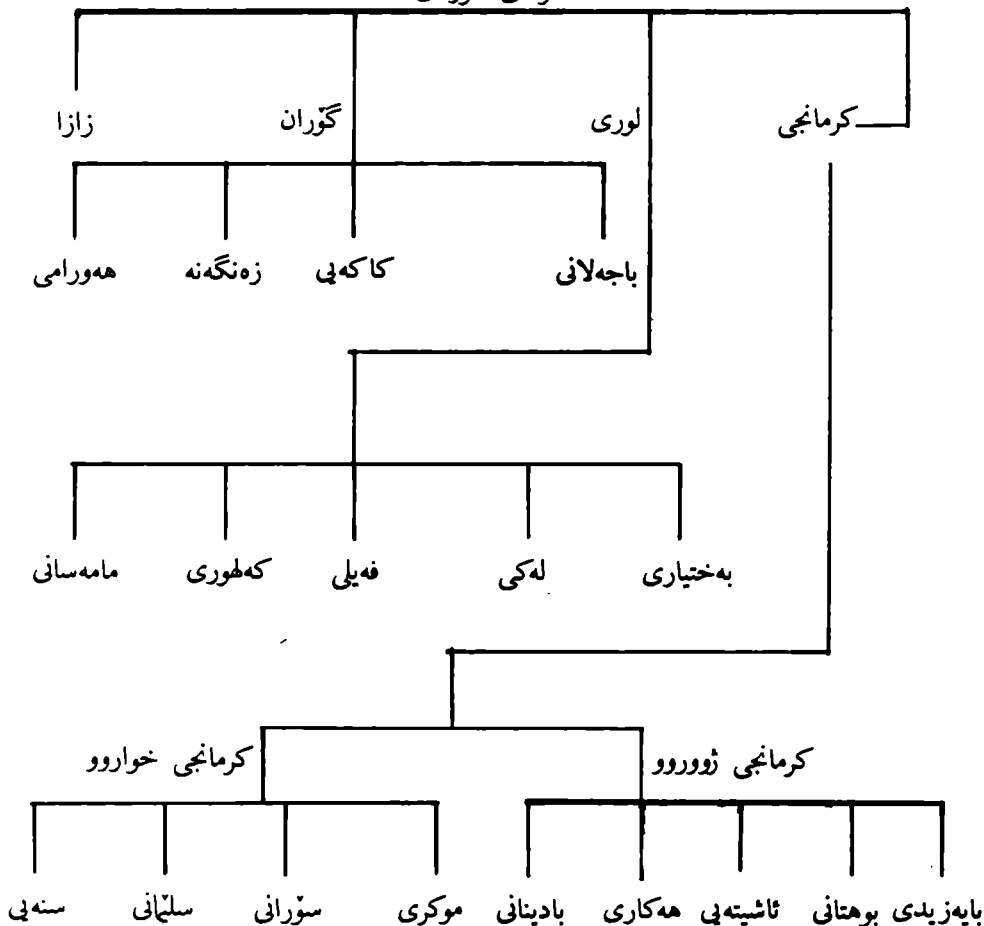 کرمانجی لوری گۆران زازا
باجەلانی کاکەیی زەنگەنە هەورامی
بەختیاری لەکی فەیلی کەلهوری مامەسانی
کرمانجی ژووروو کرمانجی خواروو
بایەزیدی بوهتانی ئاشیتەیی هەکاری بادینانی موکری سۆرانی سلێمانی سنەیی